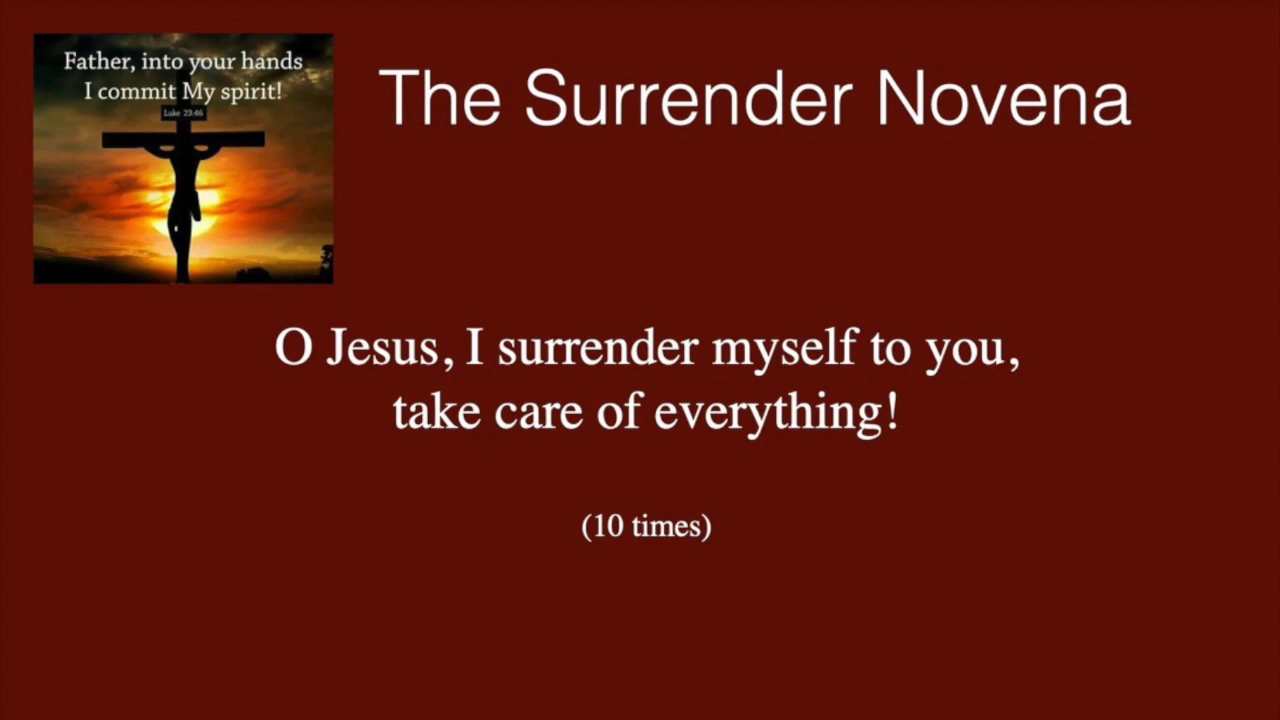 Father, into your hands
I commit My spirit!
Luke 23:46
The Surrender Novena
O Jesus, I surrender myself to you,
take care of everything!
(10 times)